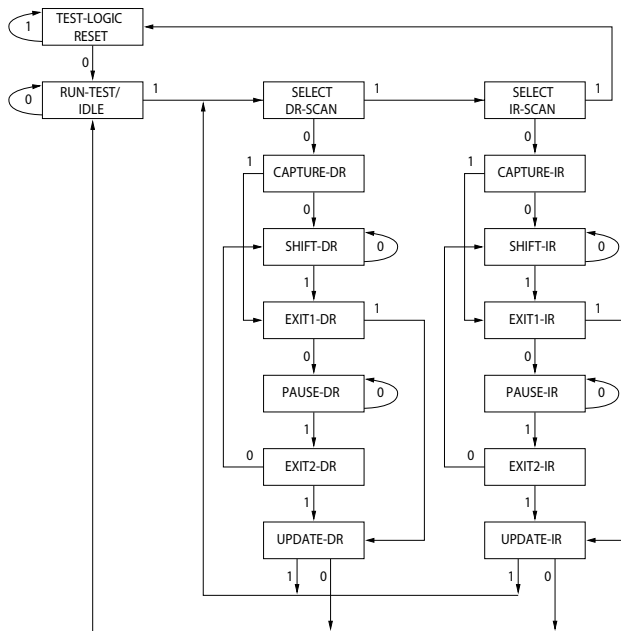 TEST-LOGIC
RESET
1
0
RUN-TEST/
IDLE
0
1
SELECT
DR-SCAN
1
SELECT
IR-SCAN
1
0
0
1
CAPTURE-DR
1
CAPTURE-IR
0
0
SHIFT-DR
0
SHIFT-IR
0
1
1
EXIT1-DR
1
EXIT1-IR
1
0
0
PAUSE-DR
0
PAUSE-IR
0
1
1
0
EXIT2-DR
0
EXIT2-IR
1
1
UPDATE-DR
UPDATE-IR
1
0
1
0